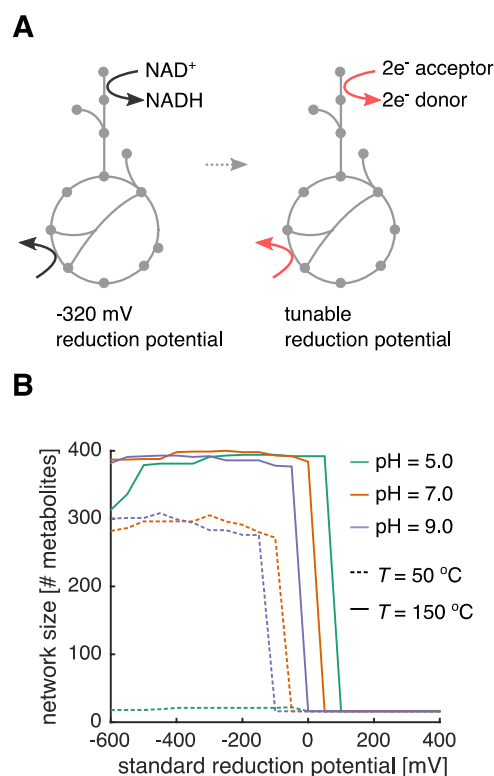 A
NAD⁺
NADH
2e⁻ acceptor
2e⁻ donor
-320 mV
reduction potential
tunable
reduction potential
B
network size [# metabolites]
400
300
200
100
0
-600
-400
-200
0
200
400
standard reduction potential [mV]
pH = 5.0
pH = 7.0
pH = 9.0
T = 50 °C
T = 150 °C